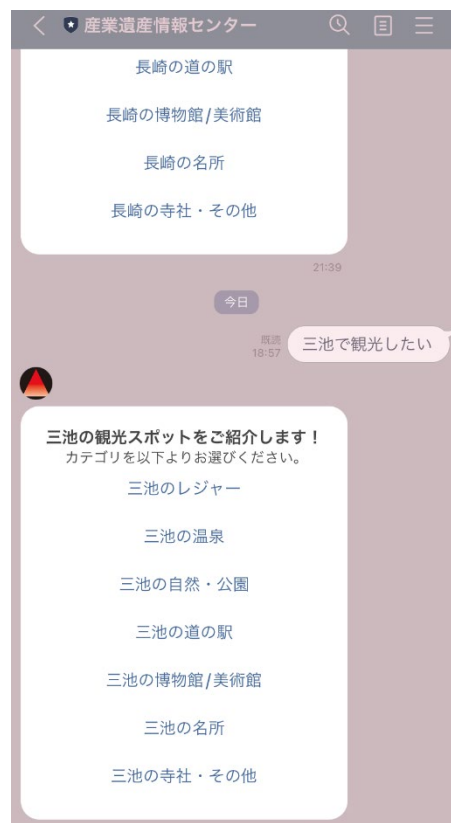 産業遺産情報センター
長崎の道の駅
長崎の博物館/美術館
長崎の名所
長崎の寺社・その他
21:39
今日
既読
18:57
三池で観光したい
三池の観光スポットをご紹介します！
カテゴリを以下よりお選びください。
三池のレジャー
三池の温泉
三池の自然・公園
三池の道の駅
三池の博物館/美術館
三池の名所
三池の寺社・その他